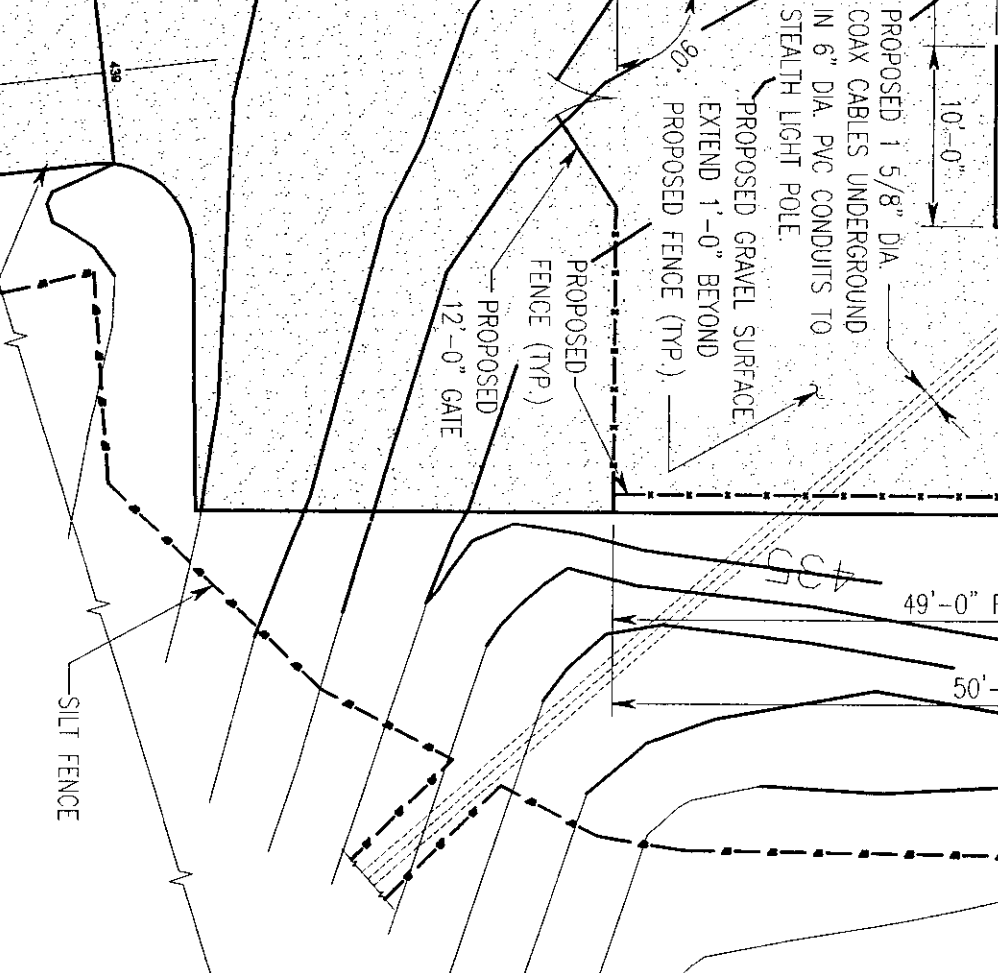 10'-0"
PROPOSED 1 5/8" DIA.
COAX CABLES UNDERGROUND
IN 6" DIA. PVC CONDUITS TO
STEALTH LIGHT POLE.
90°
PROPOSED GRAVEL SURFACE.
EXTEND 1'-0" BEYOND
PROPOSED FENCE (TYP.)
PROPOSED
FENCE (TYP.)
PROPOSED
12'-0" GATE
439
435
49'-0"
50'-
SILT FENCE